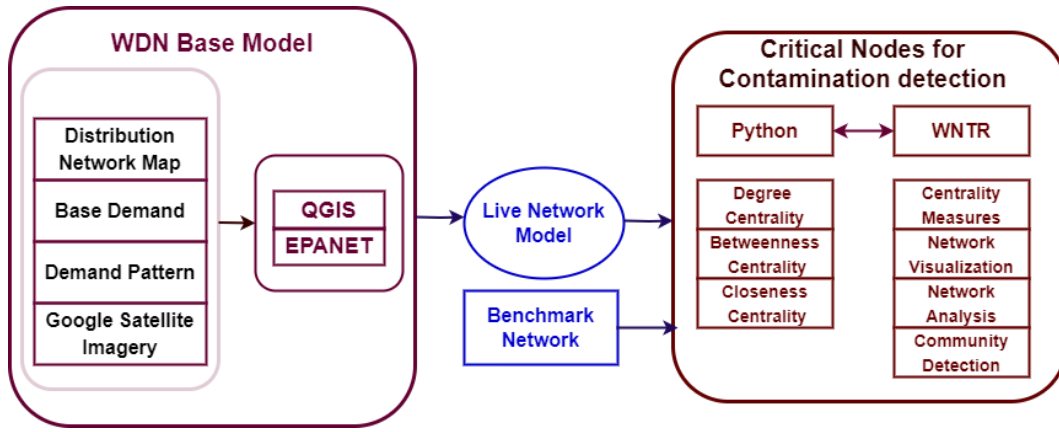 WDN Base Model
Distribution
Network Map
Base Demand
Demand Pattern
Google Satellite
Imagery
QGIS
EPANET
Live Network
Model
Benchmark
Network
Critical Nodes for
Contamination detection
Python
WNTR
Degree
Centrality
Betweenness
Centrality
Closeness
Centrality
Centrality
Measures
Network
Visualization
Network
Analysis
Community
Detection